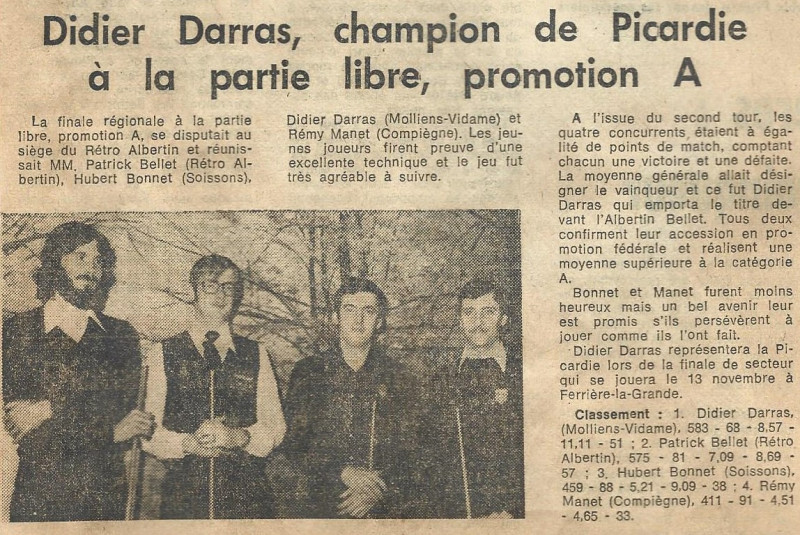 Didier Darras, champion de Picardie
à la partie libre, promotion A
La finale régionale à la partie
libre, promotion A, se disputait au
siège du Rétro Albertin et réunis-
sait MM. Patrick Bellet (Rétro Al-
bertin), Hubert Bonnet (Soissons),
Didier Darras (Molliens-Vidame) et
Rémy Manet (Compiègne). Les jeu-
nes joueurs firent preuve d'une
excellente technique et le jeu fut
très agréable à suivre.
A l'issue du second tour, les
quatre concurrents étaient à éga-
lité de points de match, comptant
chacun une victoire et une défaite.
La moyenne générale allait dési-
gner le vainqueur et ce fut Didier
Darras qui emporta le titre de-
vant l'Albertin Bellet. Tous deux
confirment leur accession en pro-
motion fédérale et réalisent une
moyenne supérieure à la catégorie
A.
Bonnet et Manet furent moins
heureux mais un bel avenir leur
est promis s'ils persévèrent à
jouer comme ils l'ont fait.
Didier Darras représentera la Pi-
cardie lors de la finale de secteur
qui se jouera le 13 novembre à
Ferrière-la-Grande.
Classement : 1. Didier Darras,
(Molliens-Vidame), 583 - 68 - 8,57 -
11,11 - 51 ; 2. Patrick Bellet (Rétro
Albertin), 575 - 81 - 7,09 - 8,69 -
57 ; 3. Hubert Bonnet (Soissons),
459 - 88 - 5,21 - 9,09 - 38 ; 4. Rémy
Manet (Compiègne), 411 - 91 - 4,51
- 4,65 - 33.